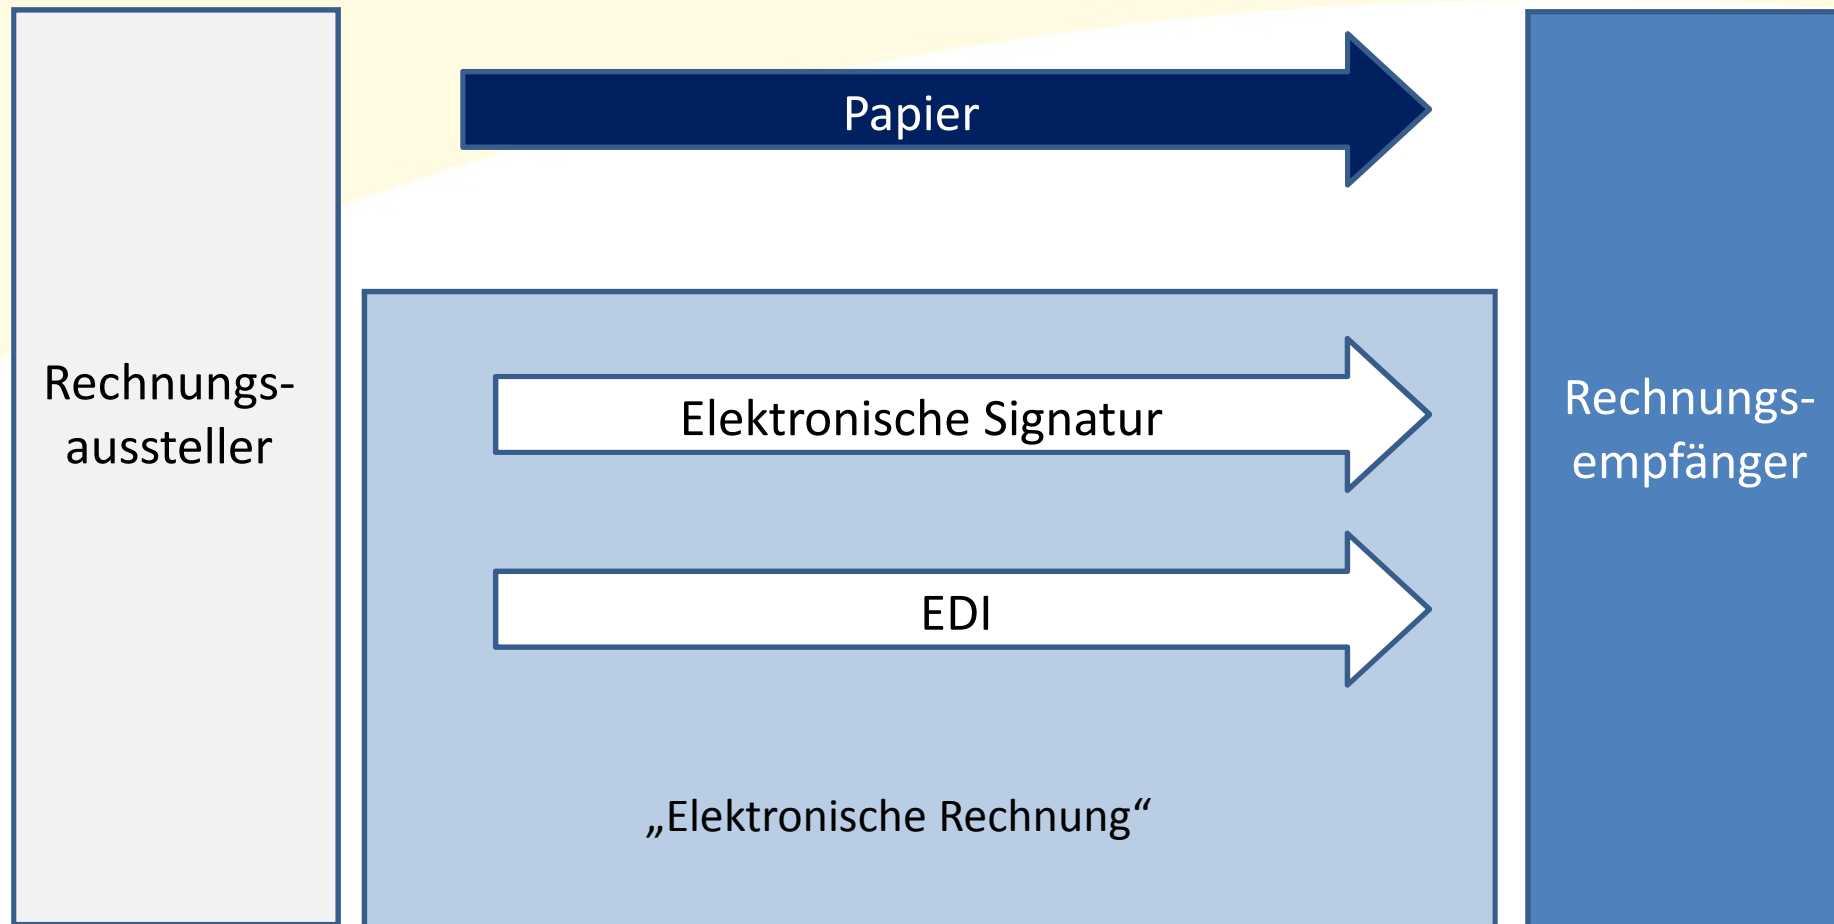 Papier
Rechnungs-
aussteller
Elektronische Signatur
EDI
„Elektronische Rechnung“
Rechnungs-
empfänger